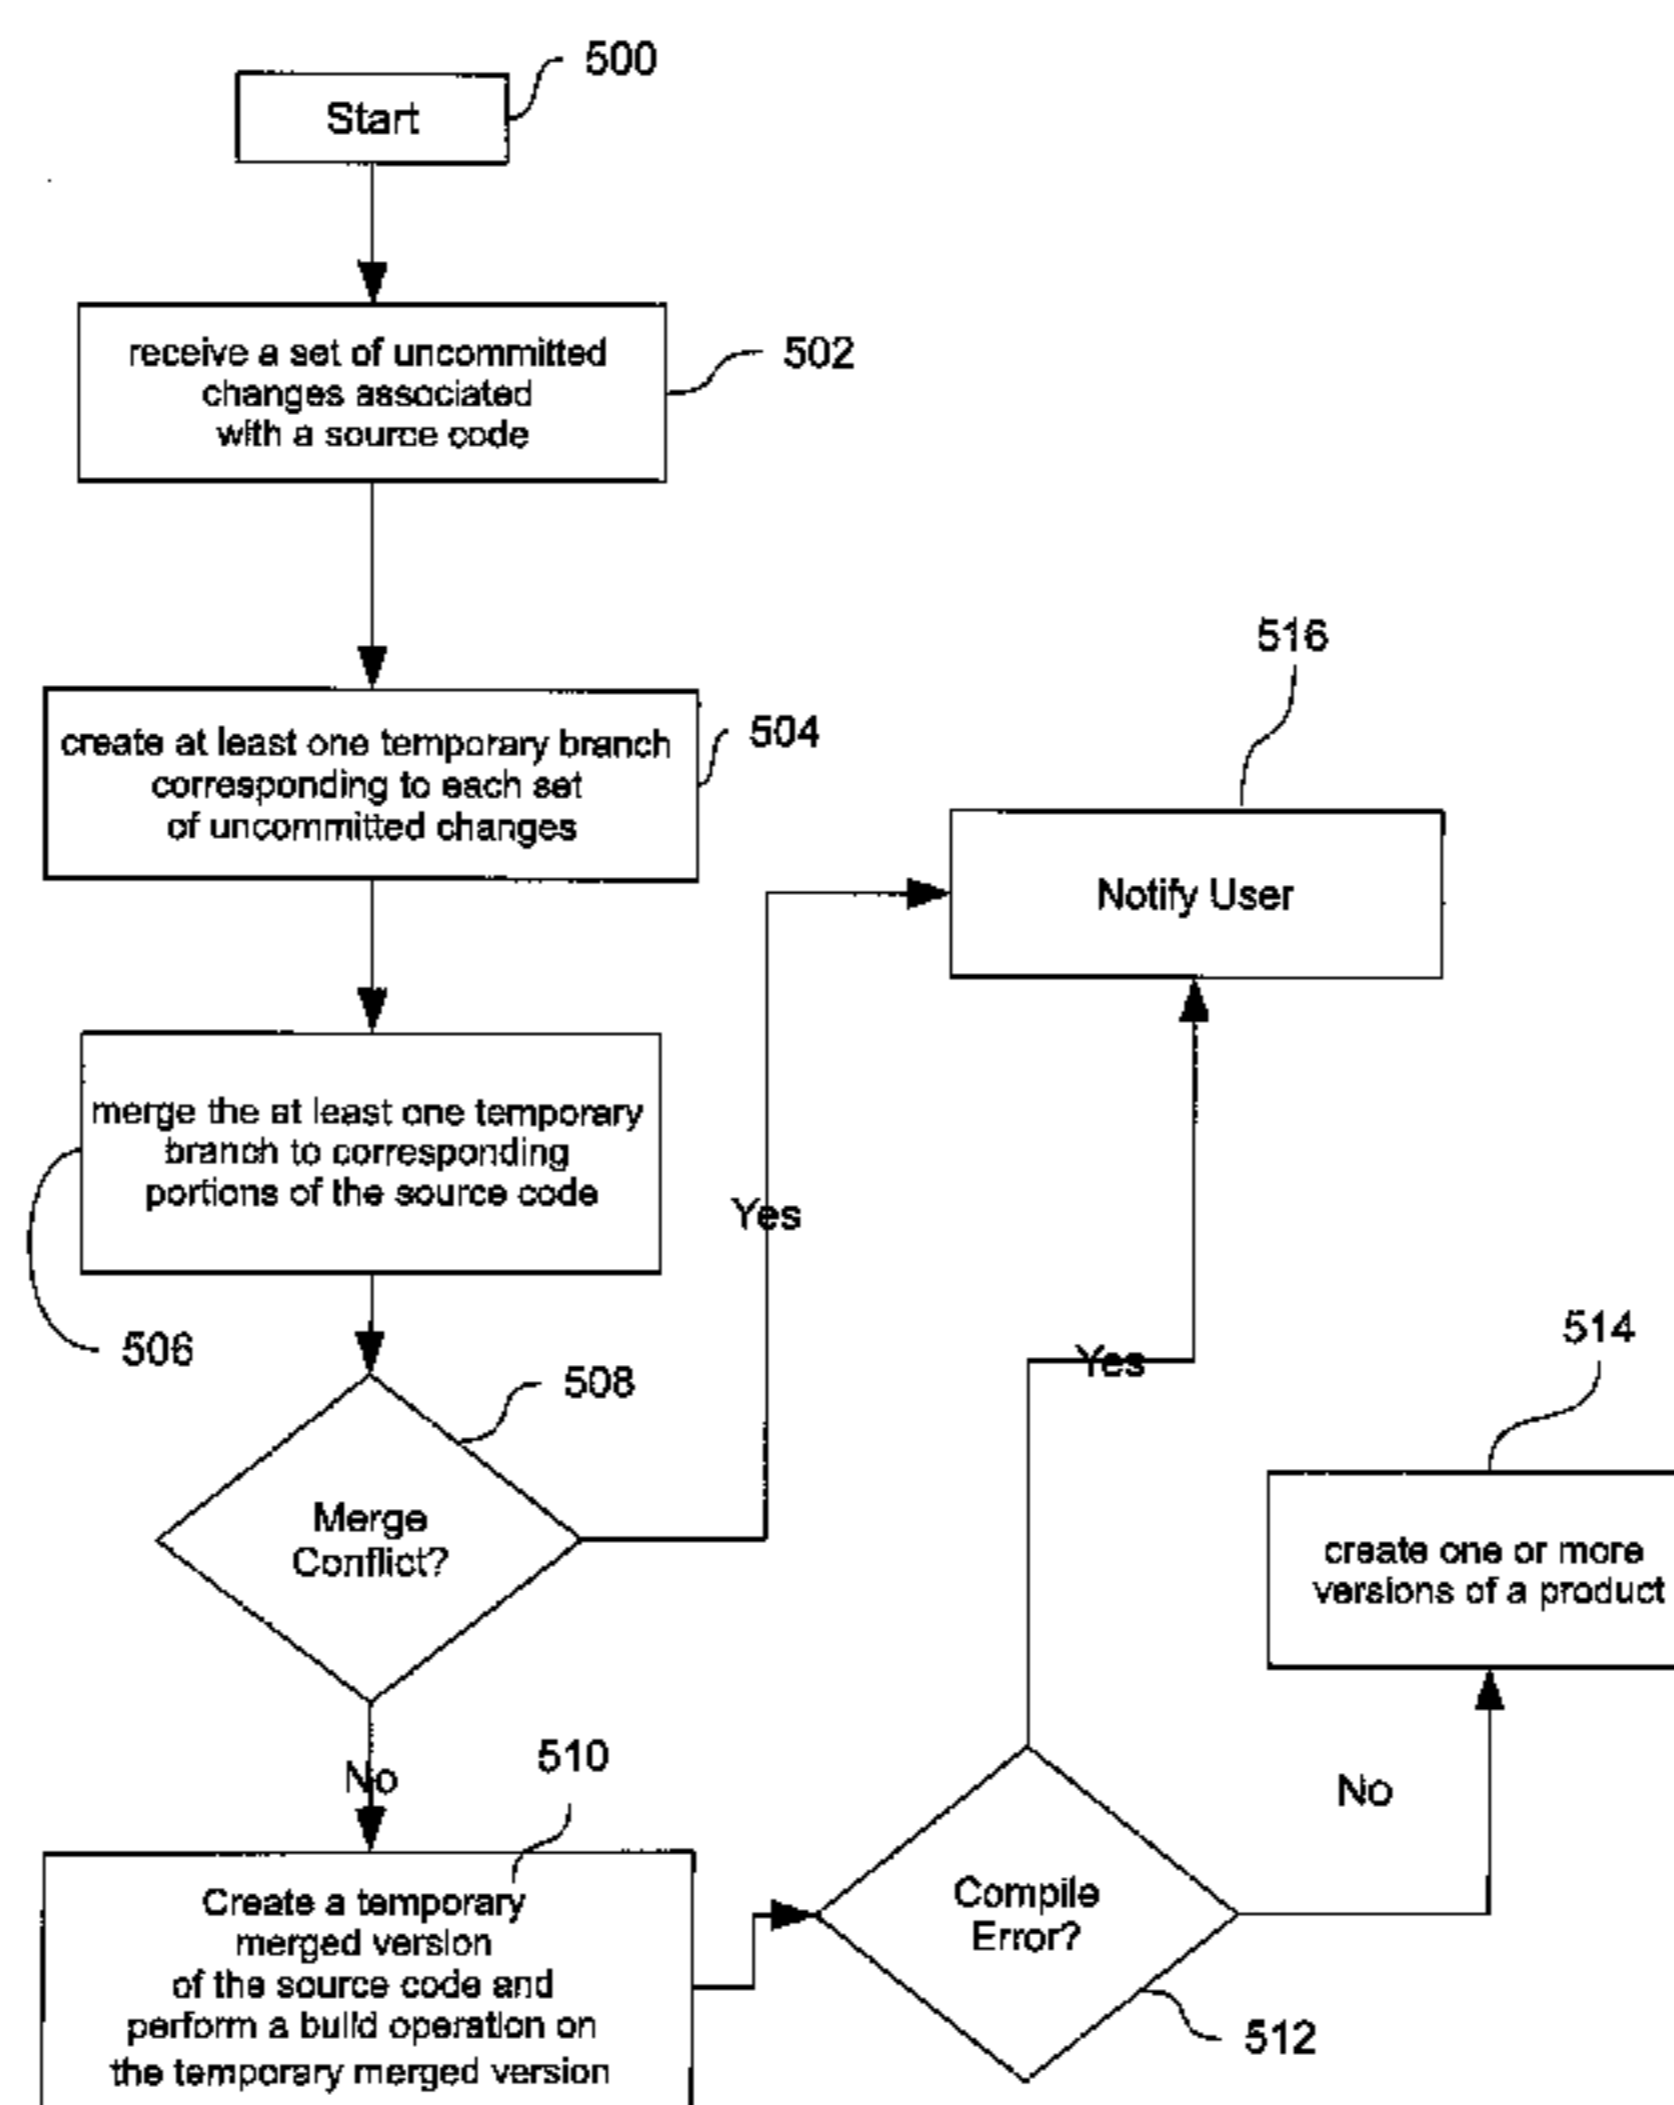 500
Start
502
receive a set of uncommitted
changes associated
with a source code
504
create at least one temporary branch
corresponding to each set
of uncommitted changes
516
Notify User
merge the at least one temporary
branch to corresponding
portions of the source code
506
Yes
Yes
508
Merge
Conflict?
514
create one or more
versions of a product
No
510
Create a temporary
merged version
of the source code and
perform a build operation on
the temporary merged version
Compile
Error?
No
512